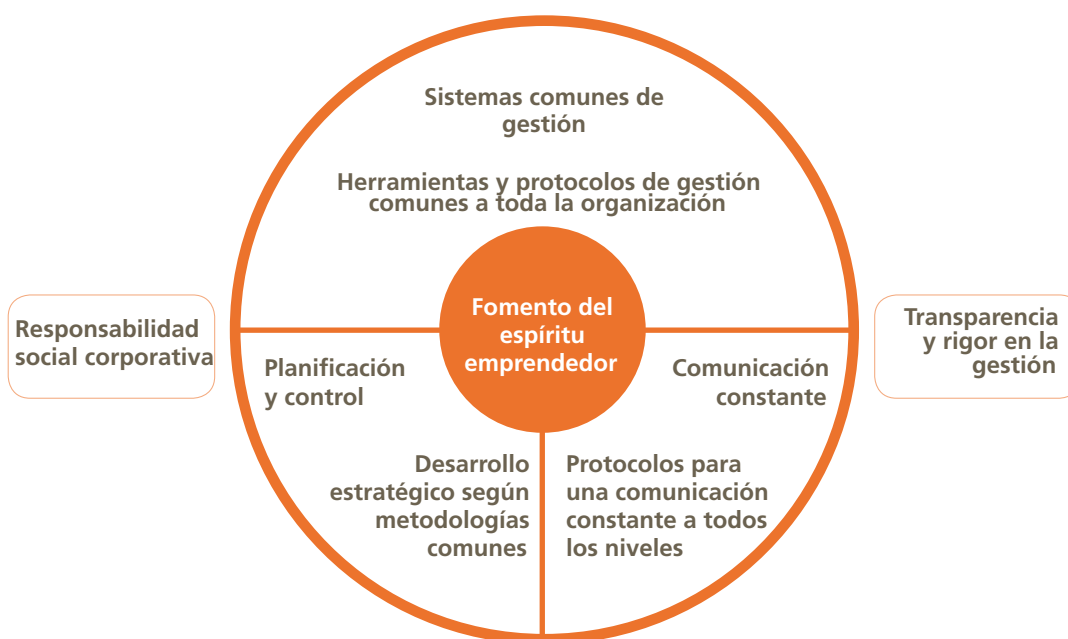 Sistemas comunes de
gestión
Herramientas y protocolos de gestión
comunes a toda la organización
Fomento del
espíritu
emprendedor
Responsabilidad
social corporativa
Transparencia
y rigor en la
gestión
Planificación
y control
Comunicación
constante
Desarrollo
estratégico según
metodologías
comunes
Protocolos para
una comunicación
constante a todos
los niveles